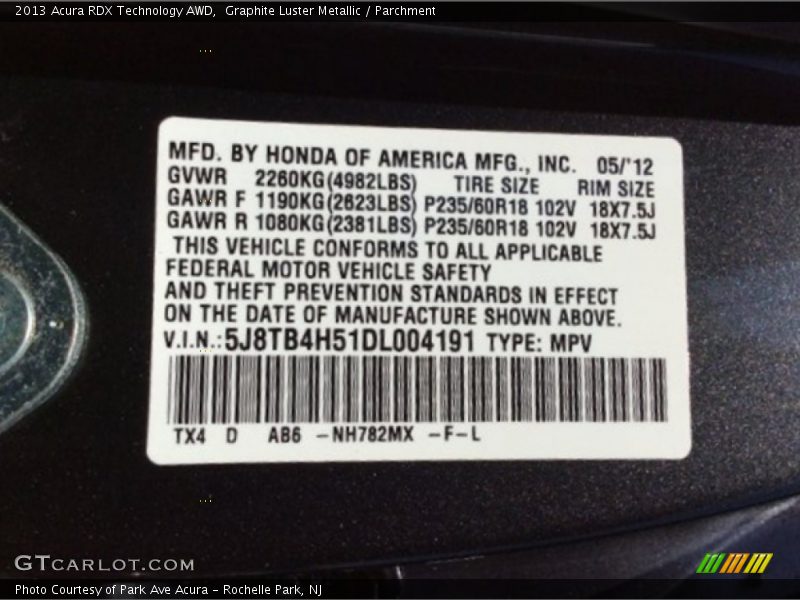 2013 Acura RDX Technology AWD,  Graphite Luster Metallic / Parchment
MFD. BY HONDA OF AMERICA MFG., INC. 05/'12
GVWR 2260KG(4982LBS) TIRE SIZE RIM SIZE
GAWR F 1190KG(2623LBS) P235/60R18 102V 18X7.5J
GAWR R 1080KG(2381LBS) P235/60R18 102V 18X7.5J
THIS VEHICLE CONFORMS TO ALL APPLICABLE
FEDERAL MOTOR VEHICLE SAFETY
AND THEFT PREVENTION STANDARDS IN EFFECT
ON THE DATE OF MANUFACTURE SHOWN ABOVE.
V.I.N.:5J8TB4H51DL004191 TYPE: MPV
TX4 D AB6 -NH782MX -F-L
GTCARLOT.COM
Photo Courtesy of Park Ave Acura - Rochelle Park, NJ